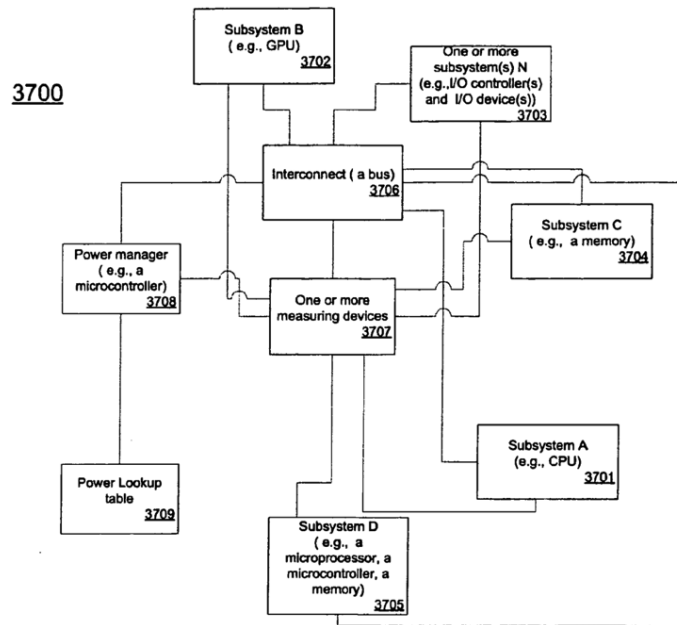 3700
Subsystem B
( e.g., GPU)
3702
One or more
subsystem(s) N
(e.g.,I/O controller(s)
and I/O device(s))
3703
Interconnect ( a bus)
3706
Subsystem C
( e.g., a memory)
3704
Power manager
( e.g., a
microcontroller)
3708
One or more
measuring devices
3707
Subsystem A
(e.g., CPU)
3701
Power Lookup
table
3709
Subsystem D
( e.g., a
microprocessor, a
microcontroller, a
memory)
3705